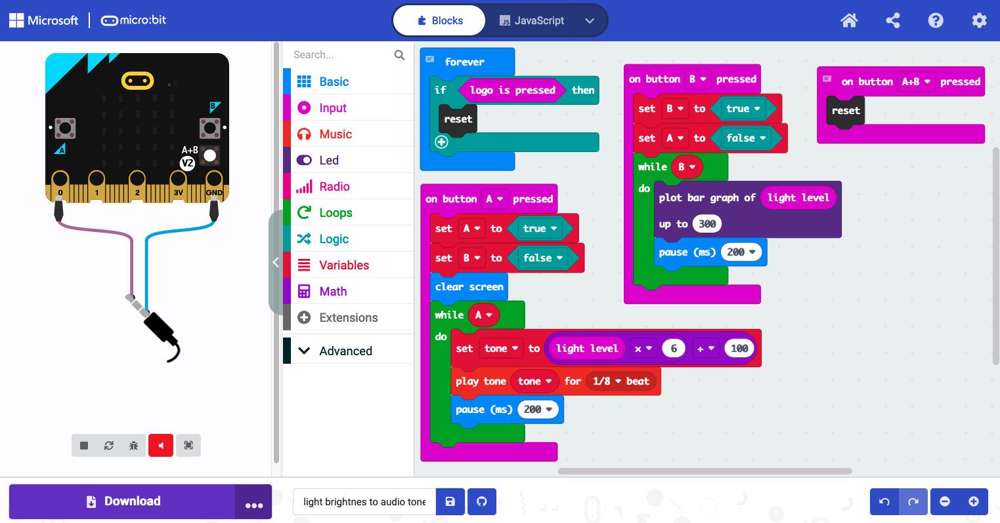 Microsoft
micro:bit
Blocks
JavaScript
JS
B
A
A+B
V2
0
1
2
3V
GND
Search...
Basic
Input
Music
Led
Radio
Loops
Logic
Variables
Math
Extensions
Advanced
forever
if logo is pressed then
reset
on button A pressed
set A to true
set B to false
clear screen
while A
do
set tone to light level × 6 + 100
play tone tone for 1/8 beat
pause (ms) 200
on button B pressed
set B to true
set A to false
while B
do
plot bar graph of light level
up to 300
pause (ms) 200
on button A+B pressed
reset
Download
light brightnes to audio tone